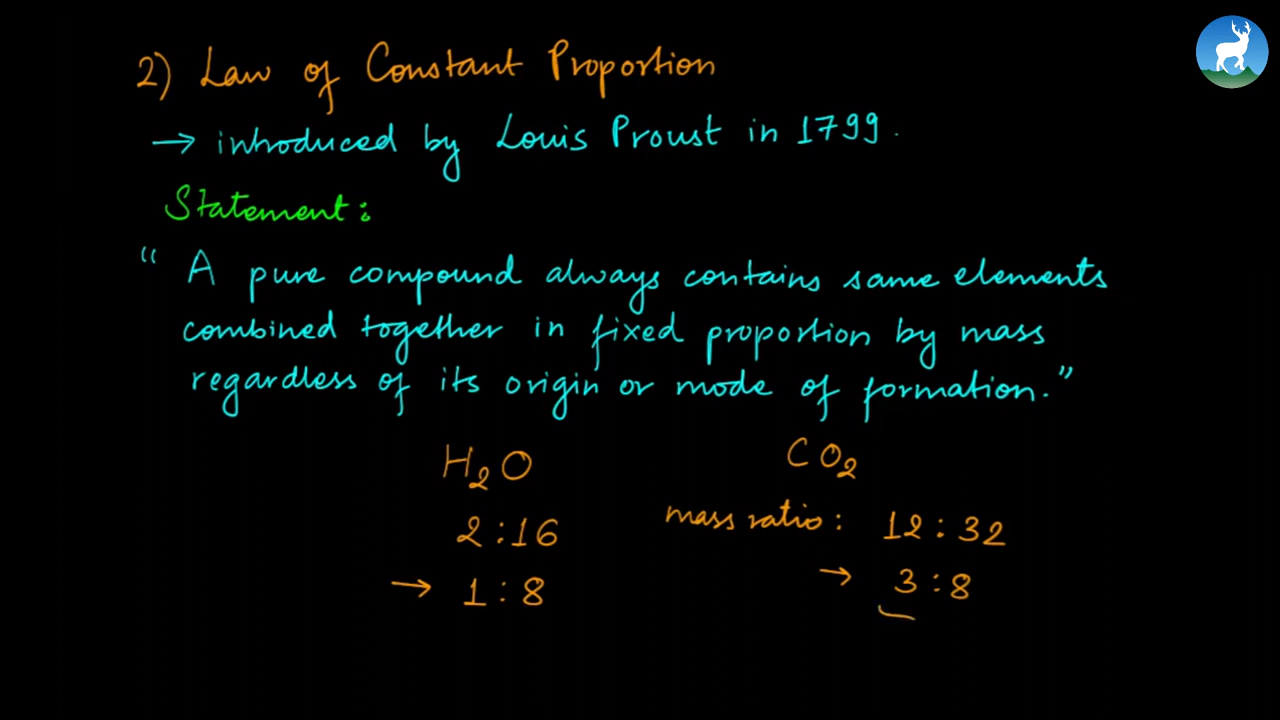 2) Law of Constant Proportion
→ introduced by Louis Proust in 1799.
Statement:
“ A pure compound always contains same elements
combined together in fixed proportion by mass
regardless of its origin or mode of formation.”
H₂O CO₂
2:16 mass ratio: 12:32
→ 1:8 → 3:8